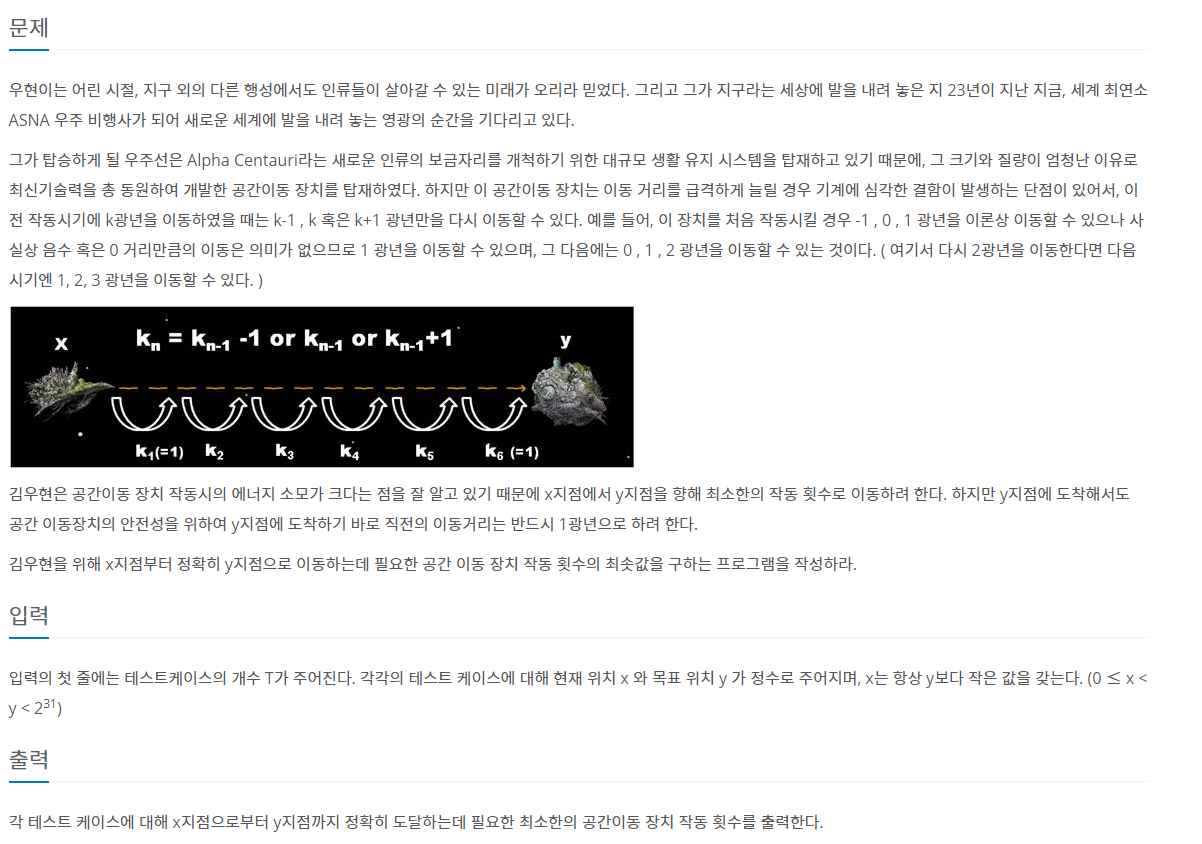 문제
우현이는 어린 시절, 지구 외의 다른 행성에서도 인류들이 살아갈 수 있는 미래가 오리라 믿었다. 그리고 그가 지구라는 세상에 발을 내려 놓은 지 23년이 지난 지금, 세계 최연소
ASNA 우주 비행사가 되어 새로운 세계에 발을 내려 놓는 영광의 순간을 기다리고 있다.
그가 탑승하게 될 우주선은 Alpha Centauri라는 새로운 인류의 보금자리를 개척하기 위한 대규모 생활 유지 시스템을 탑재하고 있기 때문에, 그 크기와 질량이 엄청난 이유로
최신기술력을 총 동원하여 개발한 공간이동 장치를 탑재하였다. 하지만 이 공간이동 장치는 이동 거리를 급격하게 늘릴 경우 기계에 심각한 결함이 발생하는 단점이 있어서, 이
전 작동시기에 k광년을 이동하였을 때는 k-1 , k 혹은 k+1 광년만을 다시 이동할 수 있다. 예를 들어, 이 장치를 처음 작동시킬 경우 -1 , 0 , 1 광년을 이론상 이동할 수 있으나 사
실상 음수 혹은 0 거리만큼의 이동은 의미가 없으므로 1 광년을 이동할 수 있으며, 그 다음에는 0 , 1 , 2 광년을 이동할 수 있는 것이다. ( 여기서 다시 2광년을 이동한다면 다음
시기엔 1, 2, 3 광년을 이동할 수 있다. )
kₙ = kₙ₋₁ -1 or kₙ₋₁ or kₙ₋₁+1
x
y
k₁(=1) k₂ k₃ k₄ k₅ k₆ (=1)
김우현은 공간이동 장치 작동시의 에너지 소모가 크다는 점을 잘 알고 있기 때문에 x지점에서 y지점을 향해 최소한의 작동 횟수로 이동하려 한다. 하지만 y지점에 도착해서도
공간 이동장치의 안전성을 위하여 y지점에 도착하기 바로 직전의 이동거리는 반드시 1광년으로 하려 한다.
김우현을 위해 x지점부터 정확히 y지점으로 이동하는데 필요한 공간 이동 장치 작동 횟수의 최솟값을 구하는 프로그램을 작성하라.
입력
입력의 첫 줄에는 테스트케이스의 개수 T가 주어진다. 각각의 테스트 케이스에 대해 현재 위치 x 와 목표 위치 y 가 정수로 주어지며, x는 항상 y보다 작은 값을 갖는다. (0 ≤ x <
y < 2³¹)
출력
각 테스트 케이스에 대해 x지점으로부터 y지점까지 정확히 도달하는데 필요한 최소한의 공간이동 장치 작동 횟수를 출력한다.